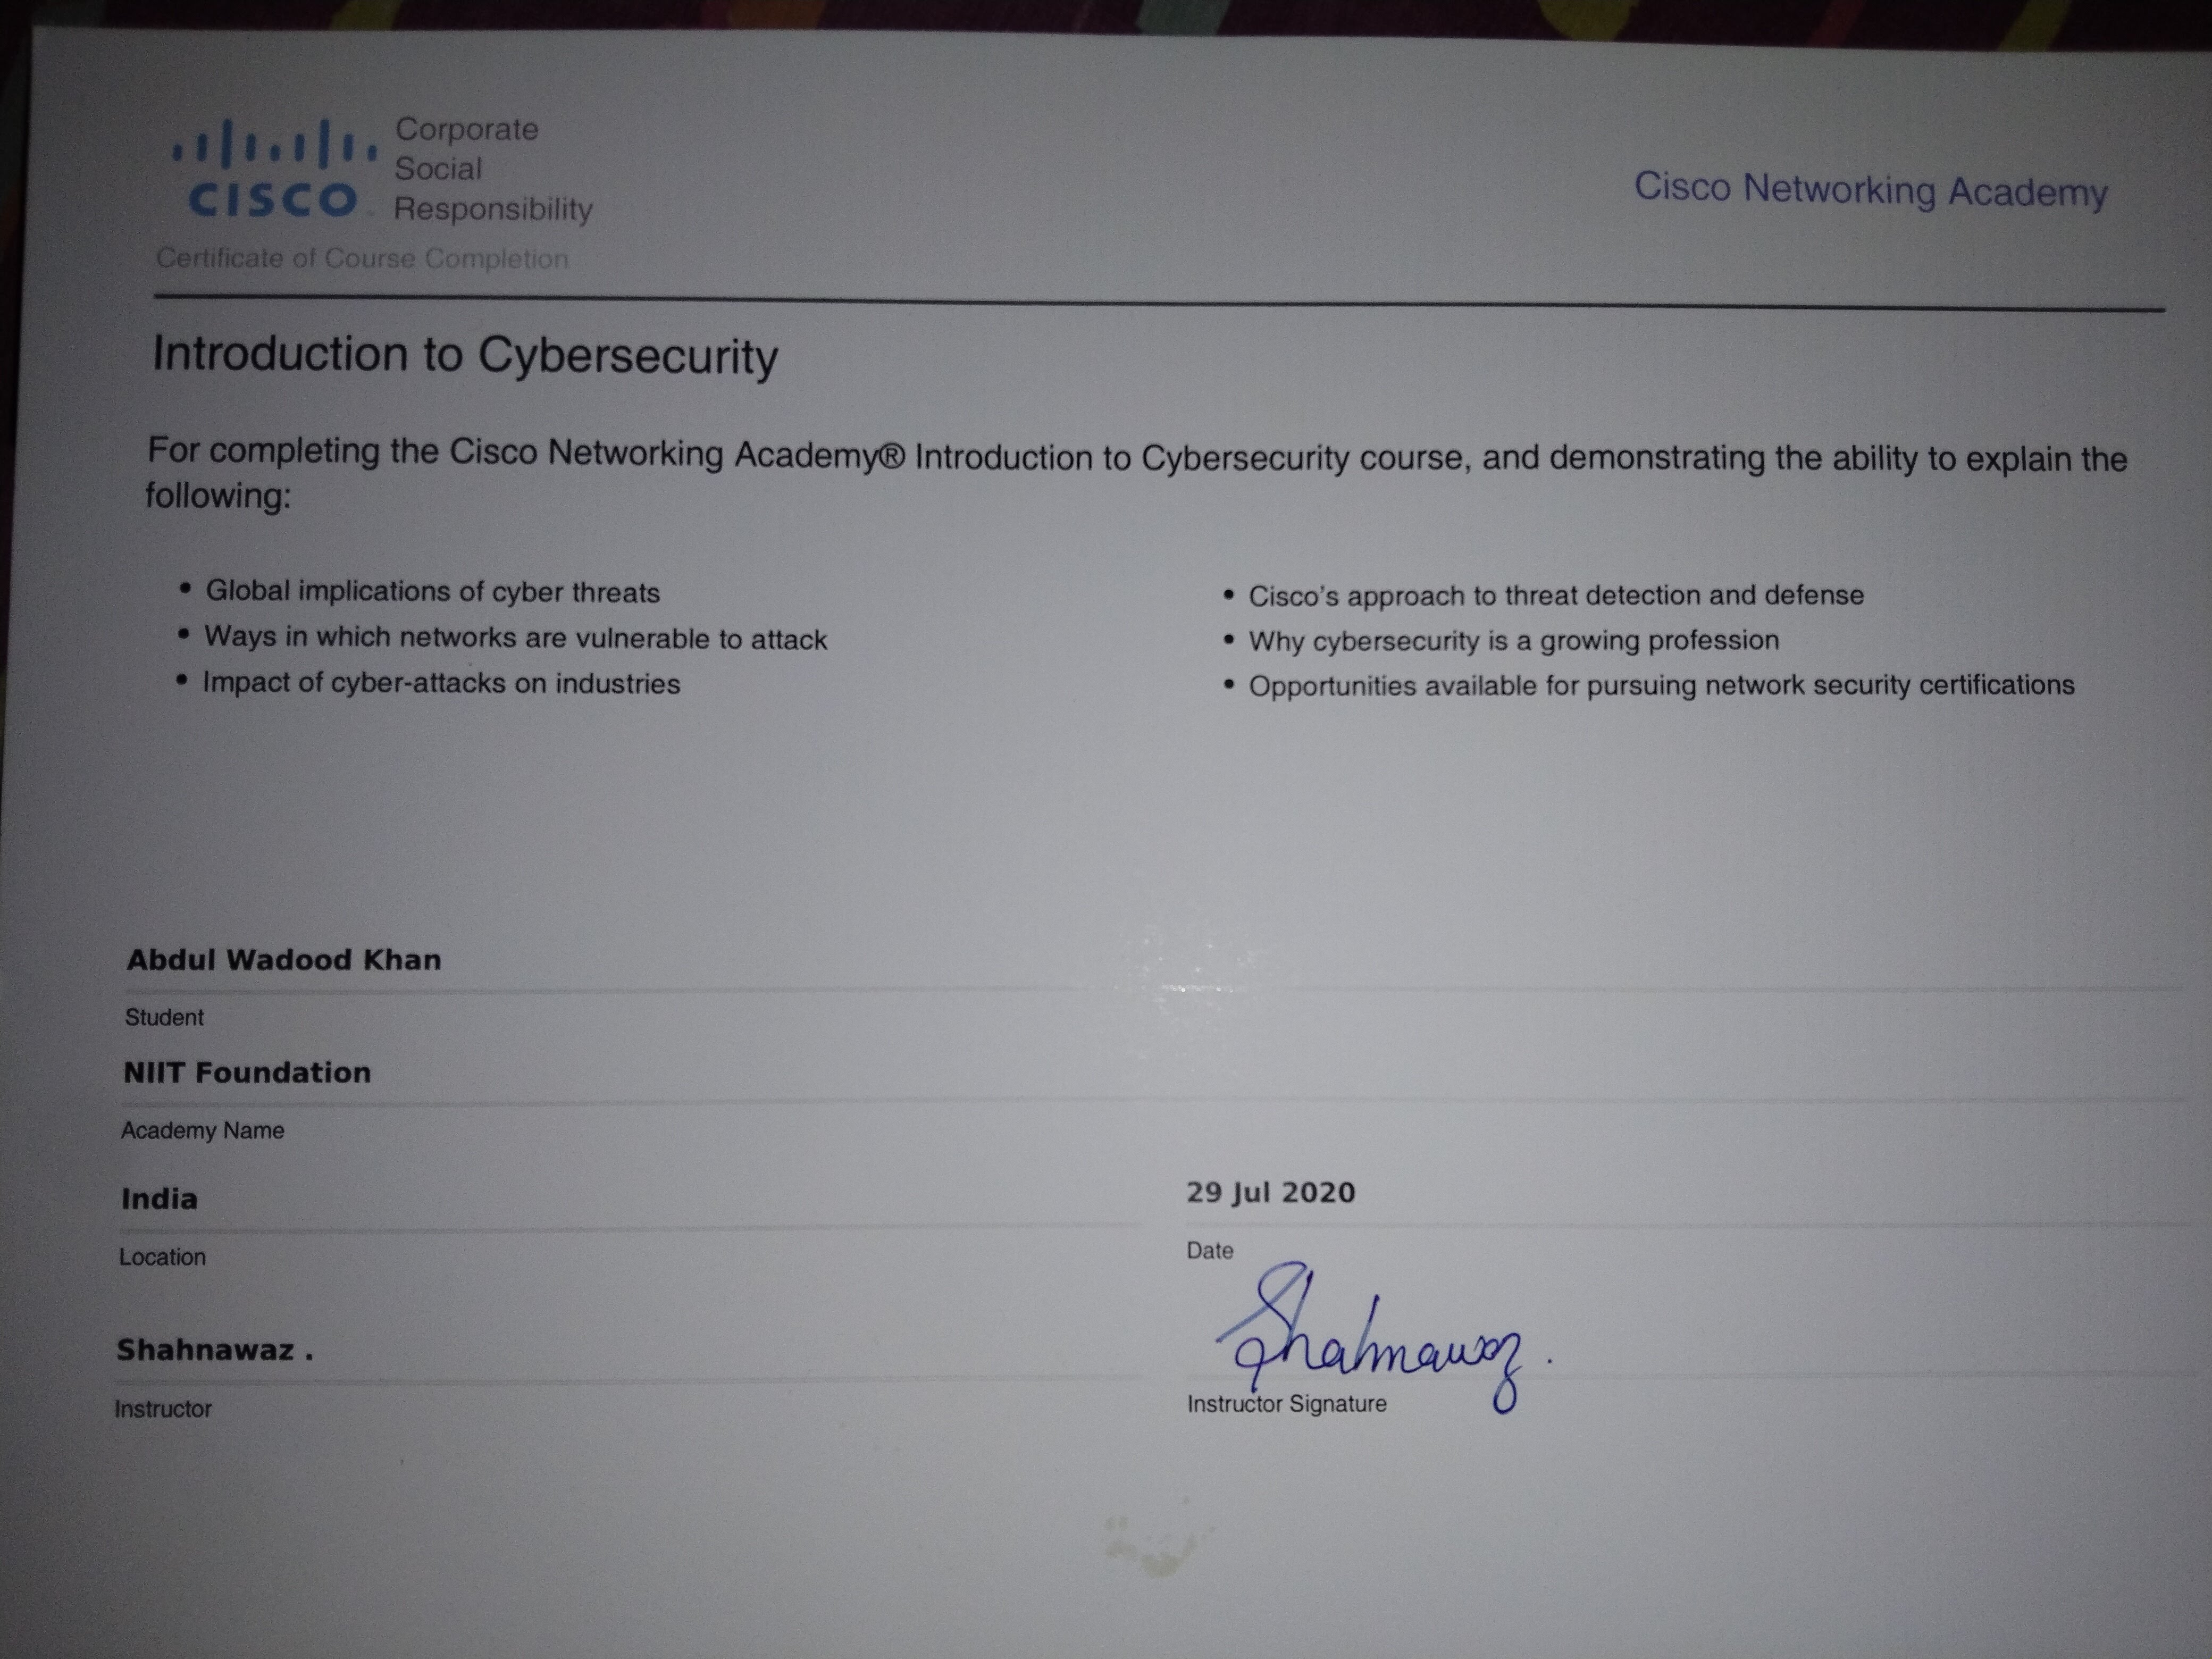 CISCO
Corporate
Social
Responsibility
Certificate of Course Completion
Cisco Networking Academy
Introduction to Cybersecurity
For completing the Cisco Networking Academy® Introduction to Cybersecurity course, and demonstrating the ability to explain the
following:
• Global implications of cyber threats
• Ways in which networks are vulnerable to attack
• Impact of cyber-attacks on industries
• Cisco's approach to threat detection and defense
• Why cybersecurity is a growing profession
• Opportunities available for pursuing network security certifications
Abdul Wadood Khan
Student
NIIT Foundation
Academy Name
India
Location
29 Jul 2020
Date
Shahnawaz .
Instructor
Shahnawaz.
Instructor Signature